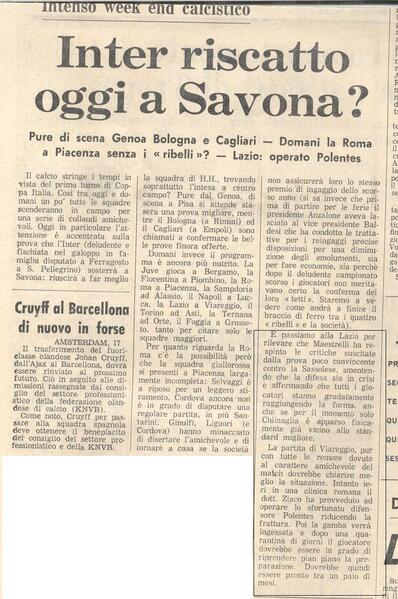 Intenso week end calcistico
Inter riscatto
oggi a Savona?
Pure di scena Genoa Bologna e Cagliari — Domani la Roma
a Piacenza senza i « ribelli »? — Lazio: operato Polentes
Il calcio stringe i tempi in
vista del primo turno di Cop-
pa Italia. Così tra oggi e do-
mani un po' tutte le squadre
scenderanno in campo per
una serie di collaudi amiche-
voli. Oggi in particolare l'at-
tenzione è accentrata sulla
prova che l'Inter (deludente e
fischiata nel galoppo in fa-
miglia disputato a Ferragosto
a S. Pellegrino) sosterrà a
Savona: riuscirà a far meglio
Cruyff al Barcellona
di nuovo in forse
AMSTERDAM, 17
Il trasferimento del fuori-
classe olandese Johan Cruyff,
dall'Ajax al Barcellona, dovrà
essere rinviato al prossimo
futuro. Ciò in seguito alle di-
missioni rassegnate dal consi-
glio del settore professioni-
stico della federazione olan-
dese di calcio (KNVB).
Come noto, Cruyff per pas-
sare alla squadra spagnola
deve ottenere il beneplacito
del consiglio del settore pro-
fessionistico e della KNVB.
la squadra di H.H., trovando
soprattutto l'intesa a centro
campo? Pure dal Genoa, di
scena a Pisa si attende sta-
sera una prova migliore, men-
tre il Bologna (a Rimini) ed
il Cagliari (a Empoli) sono
chiamati a confermare le bel-
le prove finora offerte.
Domani invece il program-
ma è ancora più nutrito. La
Juve gioca a Bergamo, la
Fiorentina a Piombino, la Ro-
ma a Piacenza, la Sampdoria
ad Alassio, il Napoli a Luc-
ca, la Lazio a Viareggio, il
Torino ad Asti, la Ternana
ad Orte, il Foggia a Grosse-
to, tanto per citare solo le
squadre maggiori.
Per quanto riguarda la Ro-
ma c'è la possibilità però
che la squadra giallorossa
si presenti a Piacenza larga-
mente incompleta: Selvaggi è
a riposo per un leggero sti-
ramento, Cordova ancora non
è in grado di disputare una
regolare partita, in più San-
tarini, Ginulfi, Liguori (e
Cordova) hanno minacciato
di disertare l'amichevole e di
tornare a casa se la società
non assicurerà loro lo stesso
premio di ingaggio dello scor-
so anno (si sa invece che pri-
ma di partire per le ferie il
presidente Anzalone aveva la-
sciato al vice presidente Bal-
desi che ha condotto le tratta-
tive per i reingaggi precise
disposizioni per una diminu-
zione degli emolumenti, sia
per fare economie, sia perché
dopo il deludente campionato
scorso i giocatori non merita-
vano certo la conferma dei
loro « tetti ». Staremo a vede-
re come andrà a finire il
braccio di ferro tra i quattro
« ribelli » e la società).
E passiamo alla Lazio per
rilevare che Maestrelli ha re-
spinto le critiche suscitate
dalla prova poco convincente
contro la Sassolese, smenten-
do che la difesa sia in crisi
e affermando che tutti i gio-
catori stanno gradatamente
raggiungendo la forma, an-
che se per il momento solo
Chinaglia è apparso fisica-
mente già vicino allo stan-
dard migliore.
La partita di Viareggio, pur
con tutte le remore dovute
al carattere amichevole del
match dovrebbe chiarire me-
glio la situazione. Intanto ie-
ri in una clinica romana il
dott. Ziaco ha provveduto ad
operare lo sfortunato difen-
sore Polentes riducendo la
frattura. Poi la gamba verrà
ingessata e dopo una qua-
rantina di giorni il giocatore
dovrebbe essere in grado di
riprendere pian piano la pre-
parazione. Dovrebbe quindi
essere pronto tra un paio di
mesi.